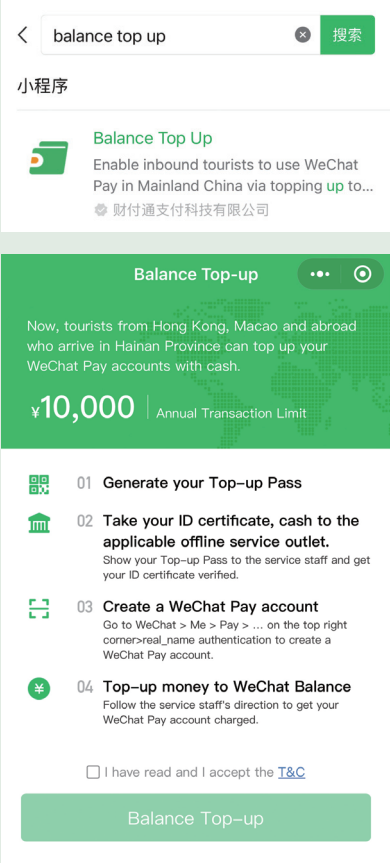 balance top up
搜索
小程序
Balance Top Up
Enable inbound tourists to use WeChat
Pay in Mainland China via topping up to...
财付通支付科技有限公司
Balance Top-up
Now, tourists from Hong Kong, Macao and abroad
who arrive in Hainan Province can top up your
WeChat Pay accounts with cash.
¥10,000 Annual Transaction Limit
01 Generate your Top-up Pass
02 Take your ID certificate, cash to the
applicable offline service outlet.
Show your Top-up Pass to the service staff and get
your ID certificate verified.
03 Create a WeChat Pay account
Go to WeChat > Me > Pay > ... on the top right
corner>real_name authentication to create a
WeChat Pay account.
04 Top-up money to WeChat Balance
Follow the service staff's direction to get your
WeChat Pay account charged.
I have read and I accept the T&C
Balance Top-up